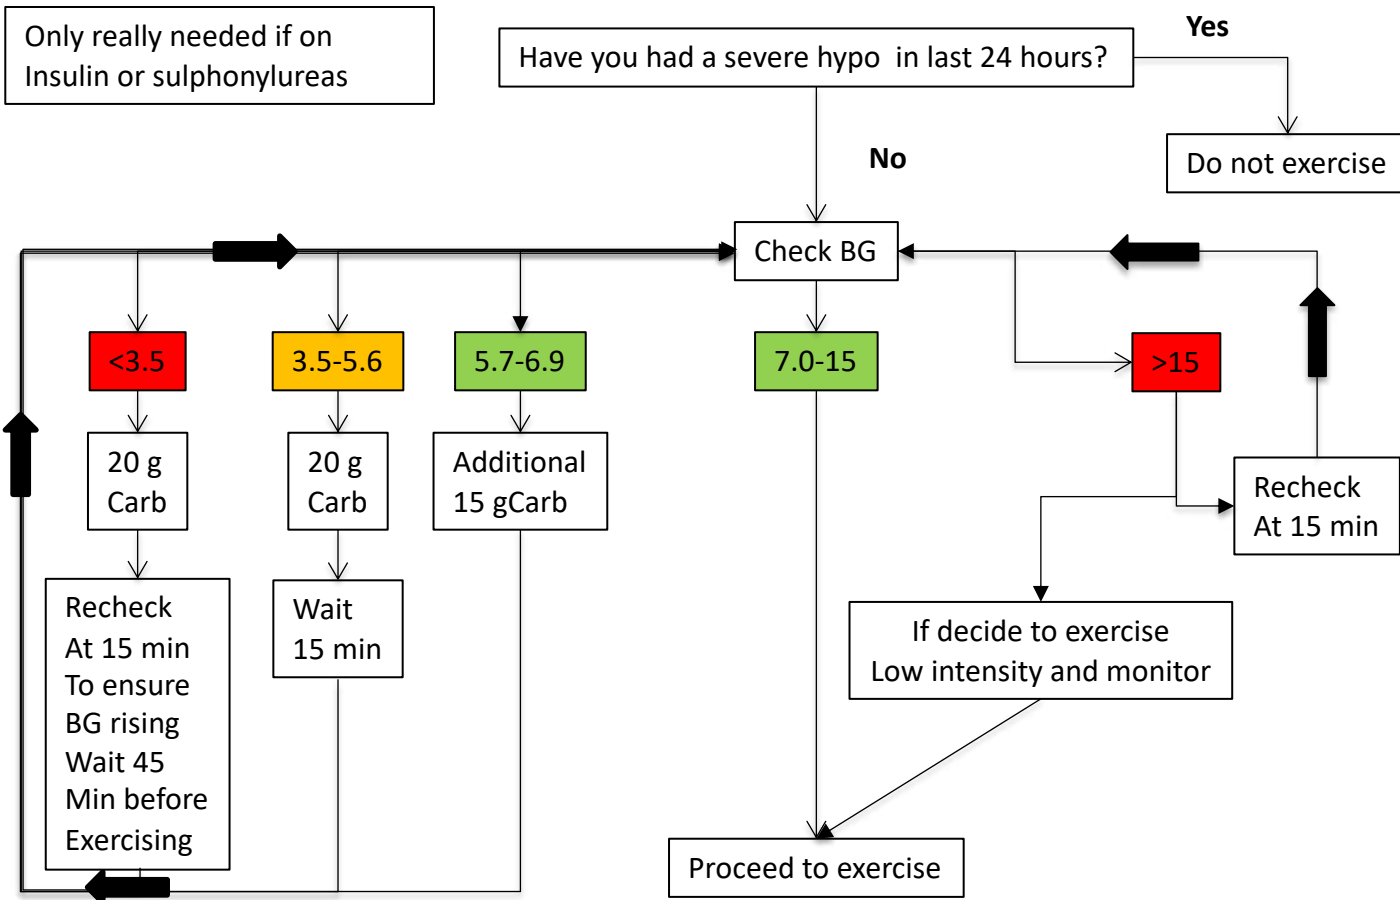 Only really needed if on
Insulin or sulphonylureas
Have you had a severe hypo  in last 24 hours?
Yes
Do not exercise
No
Check BG
<3.5
3.5-5.6
5.7-6.9
7.0-15
>15
20 g
Carb
20 g
Carb
Additional
15 gCarb
Recheck
At 15 min
Recheck
At 15 min
To ensure
BG rising
Wait 45
Min before
Exercising
Wait
15 min
If decide to exercise
Low intensity and monitor
Proceed to exercise